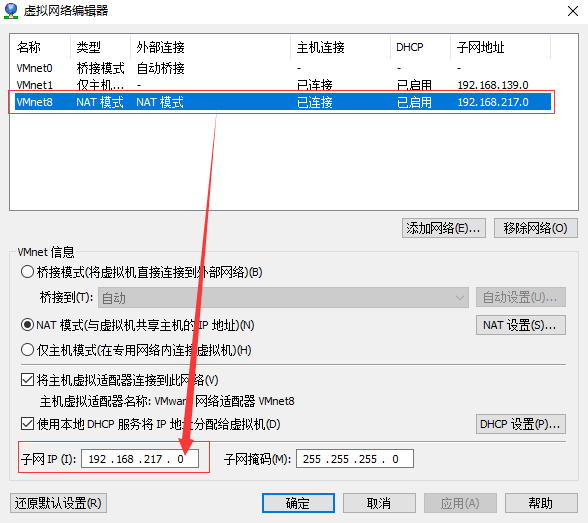 虚拟网络编辑器
名称 类型 外部连接 主机连接 DHCP 子网地址
VMnet0 桥接模式 自动桥接 - - -
VMnet1 仅主机... - 已连接 已启用 192.168.139.0
VMnet8 NAT 模式 NAT 模式 已连接 已启用 192.168.217.0
添加网络(E)... 移除网络(O)
VMnet 信息
桥接模式(将虚拟机直接连接到外部网络)(B)
桥接到(T): 自动 自动设置(U)...
NAT 模式(与虚拟机共享主机的 IP 地址)(N) NAT 设置(S)...
仅主机模式(在专用网络内连接虚拟机)(H)
将主机虚拟适配器连接到此网络(V)
主机虚拟适配器名称: VMware 网络适配器 VMnet8
使用本地 DHCP 服务将 IP 地址分配给虚拟机(D) DHCP 设置(P)...
子网 IP (I): 192 .168 .217 . 0 子网掩码(M): 255 .255 .255 . 0
还原默认设置(R) 确定 取消 应用(A) 帮助